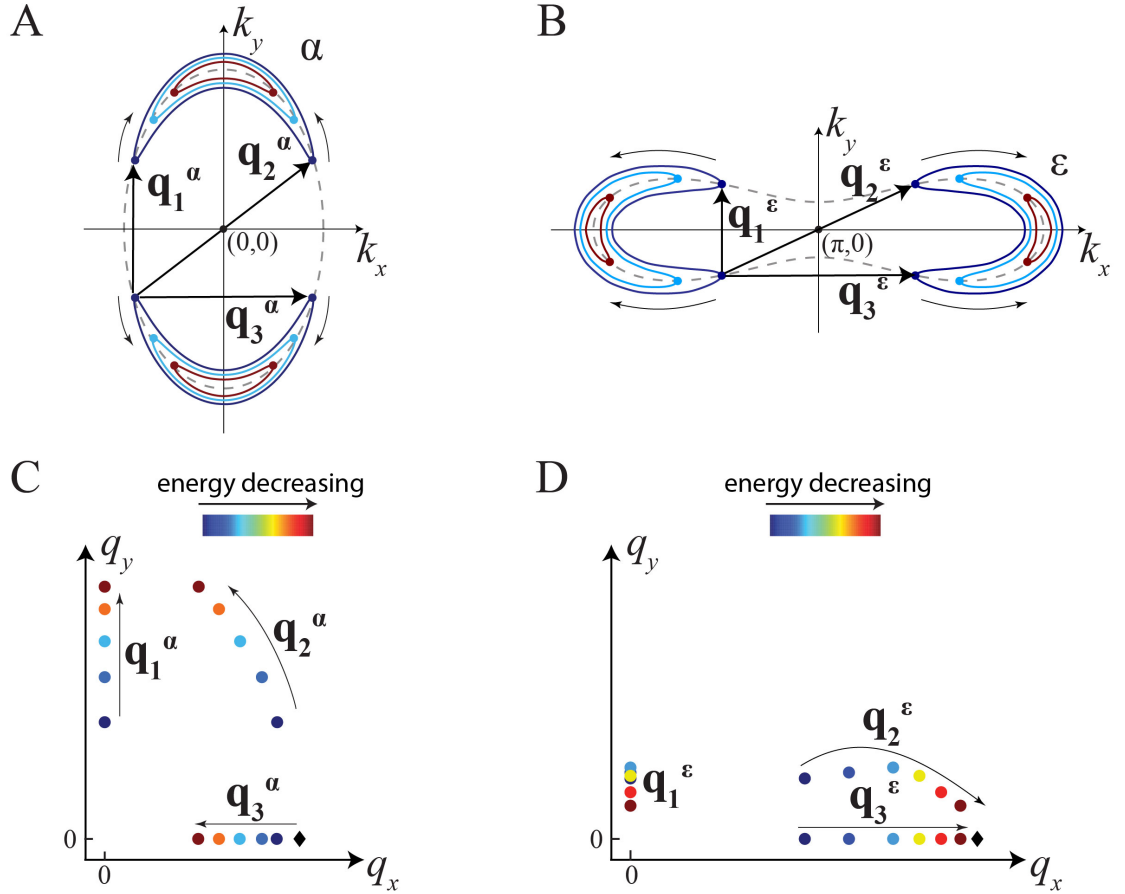 A
k_y
α
q_1^α
q_2^α
(0,0)
k_x
q_3^α
B
k_y
ε
q_2^ε
q_1^ε
(π,0)
k_x
q_3^ε
C
energy decreasing
q_y
q_1^α
q_2^α
q_3^α
0
0
q_x
D
energy decreasing
q_y
q_2^ε
q_1^ε
q_3^ε
0
0
q_x